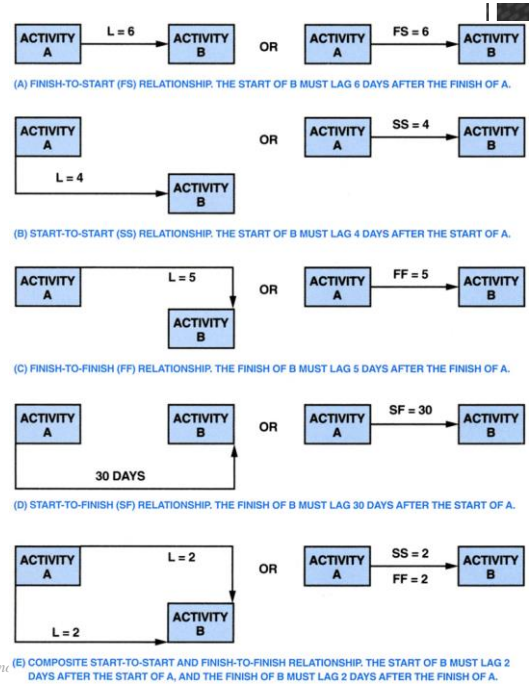 ACTIVITY A L = 6 ACTIVITY B OR ACTIVITY A FS = 6 ACTIVITY B
(A) FINISH-TO-START (FS) RELATIONSHIP. THE START OF B MUST LAG 6 DAYS AFTER THE FINISH OF A.
ACTIVITY A OR ACTIVITY A SS = 4 ACTIVITY B
L = 4 ACTIVITY B
(B) START-TO-START (SS) RELATIONSHIP. THE START OF B MUST LAG 4 DAYS AFTER THE START OF A.
ACTIVITY A L = 5 OR ACTIVITY A FF = 5 ACTIVITY B
ACTIVITY B
(C) FINISH-TO-FINISH (FF) RELATIONSHIP. THE FINISH OF B MUST LAG 5 DAYS AFTER THE FINISH OF A.
ACTIVITY A ACTIVITY B OR ACTIVITY A SF = 30 ACTIVITY B
30 DAYS
(D) START-TO-FINISH (SF) RELATIONSHIP. THE FINISH OF B MUST LAG 30 DAYS AFTER THE START OF A.
ACTIVITY A L = 2 OR ACTIVITY A SS = 2 FF = 2 ACTIVITY B
L = 2 ACTIVITY B
(E) COMPOSITE START-TO-START AND FINISH-TO-FINISH RELATIONSHIP. THE START OF B MUST LAG 2
DAYS AFTER THE START OF A, AND THE FINISH OF B MUST LAG 2 DAYS AFTER THE FINISH OF A.